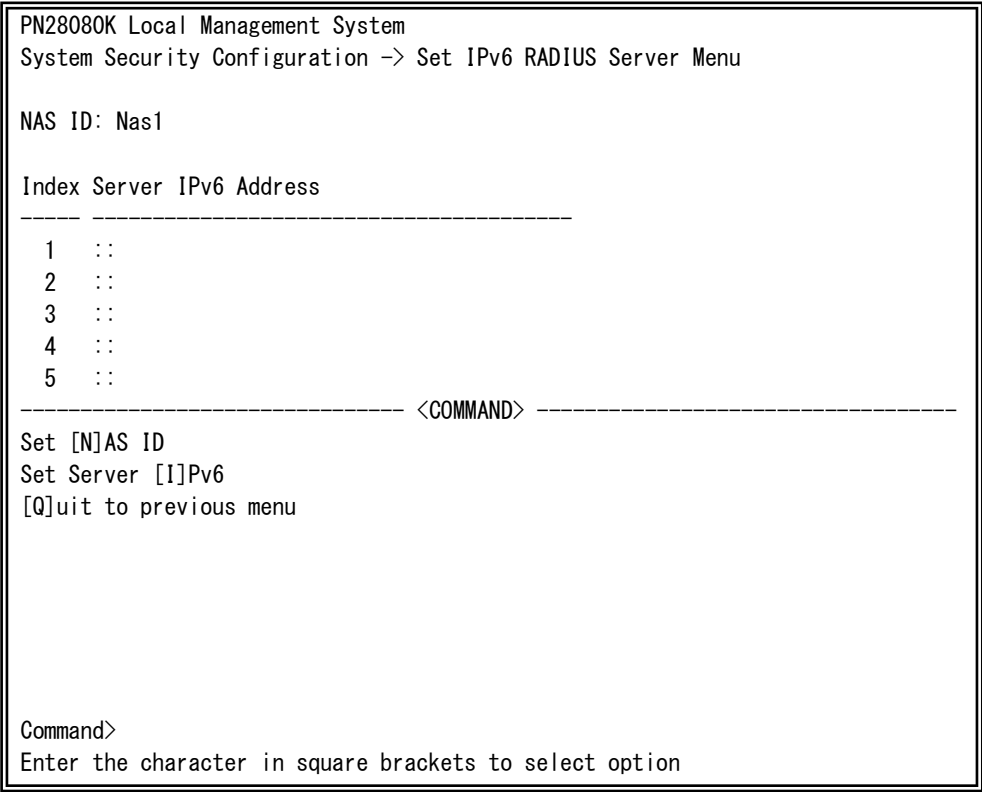 PN28080K Local Management System
System Security Configuration -> Set IPv6 RADIUS Server Menu
NAS ID: Nas1
Index Server IPv6 Address
----- ----------------------------------------
1 ::
2 ::
3 ::
4 ::
5 ::
-------------------------------- <COMMAND> -----------------------------------
Set [N]AS ID
Set Server [I]Pv6
[Q]uit to previous menu
Command>
Enter the character in square brackets to select option